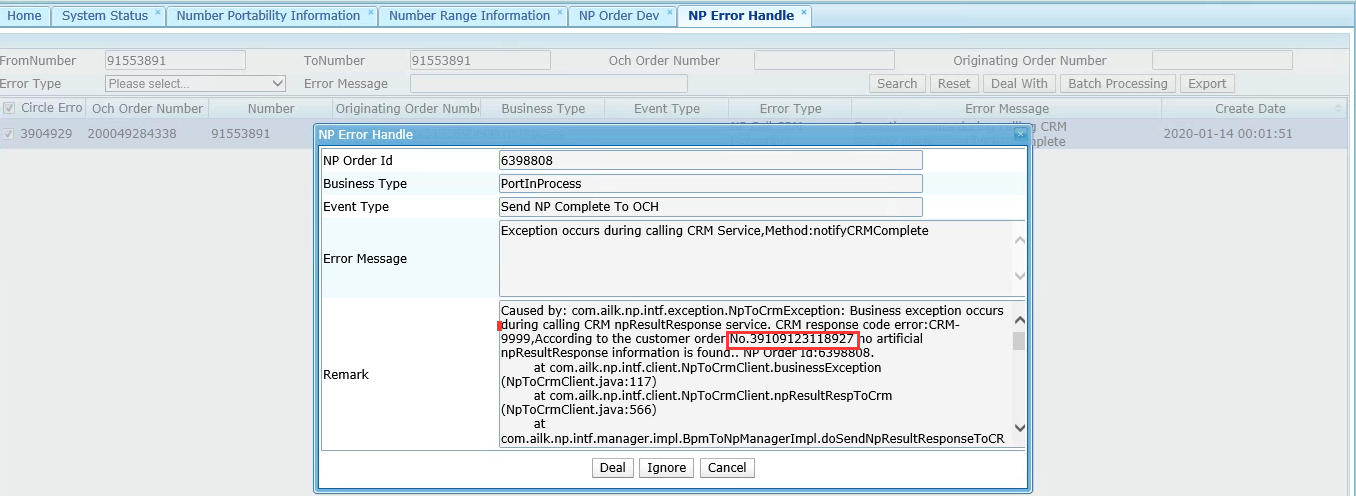 Home System Status Number Portability Information Number Range Information NP Order Dev NP Error Handle
FromNumber 91553891 ToNumber 91553891 Och Order Number Originating Order Number
Error Type Please select... Error Message Search Reset Deal With Batch Processing Export
Circle Erro Och Order Number Number Originating Order Numbe Business Type Event Type Error Type Error Message Create Date
3904929 200049284338 91553891 CRM 2020-01-14 00:01:51
NP Error Handle
NP Order Id 6398808
Business Type PortInProcess
Event Type Send NP Complete To OCH
Error Message Exception occurs during calling CRM Service,Method:notifyCRMComplete
Remark
Caused by: com.ailk.np.intf.exception.NpToCrmException: Business exception occurs
during calling CRM npResultResponse service. CRM response code error:CRM-
9999,According to the customer order No.39109123118927 no artificial
npResultResponse information is found.. NP Order Id:6398808.
at com.ailk.np.intf.client.NpToCrmClient.businessException
(NpToCrmClient.java:117)
at com.ailk.np.intf.client.NpToCrmClient.npResultRespToCrm
(NpToCrmClient.java:566)
at
com.ailk.np.intf.manager.impl.BpmToNpManagerImpl.doSendNpResultResponseToCR
Deal Ignore Cancel